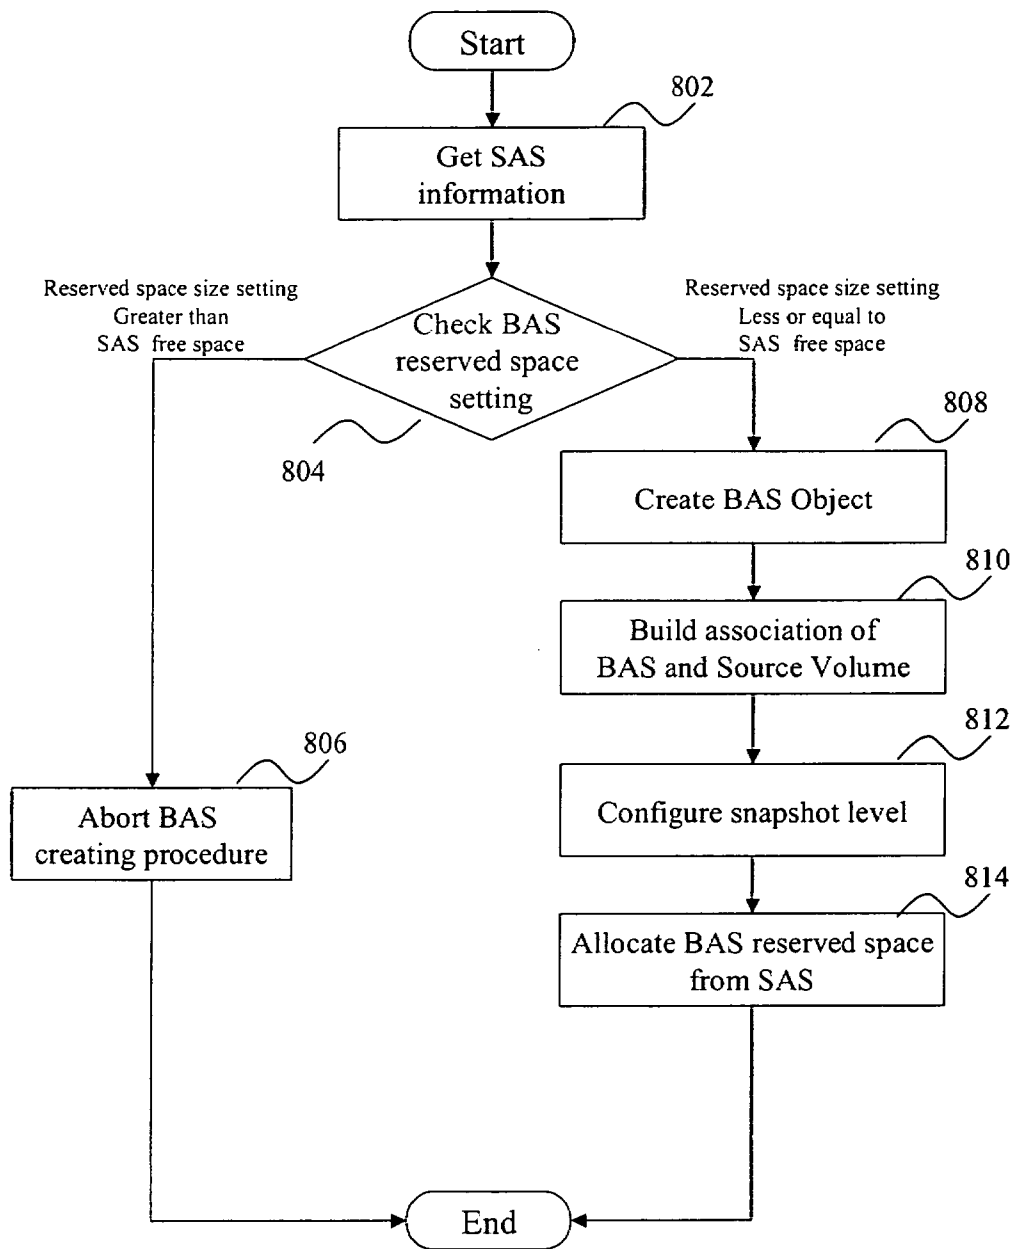 Start
802
Get SAS
information
Reserved space size setting
Greater than
SAS free space
Reserved space size setting
Less or equal to
SAS free space
Check BAS
reserved space
setting
804
808
Create BAS Object
810
Build association of
BAS and Source Volume
812
Configure snapshot level
806
Abort BAS
creating procedure
814
Allocate BAS reserved space
from SAS
End